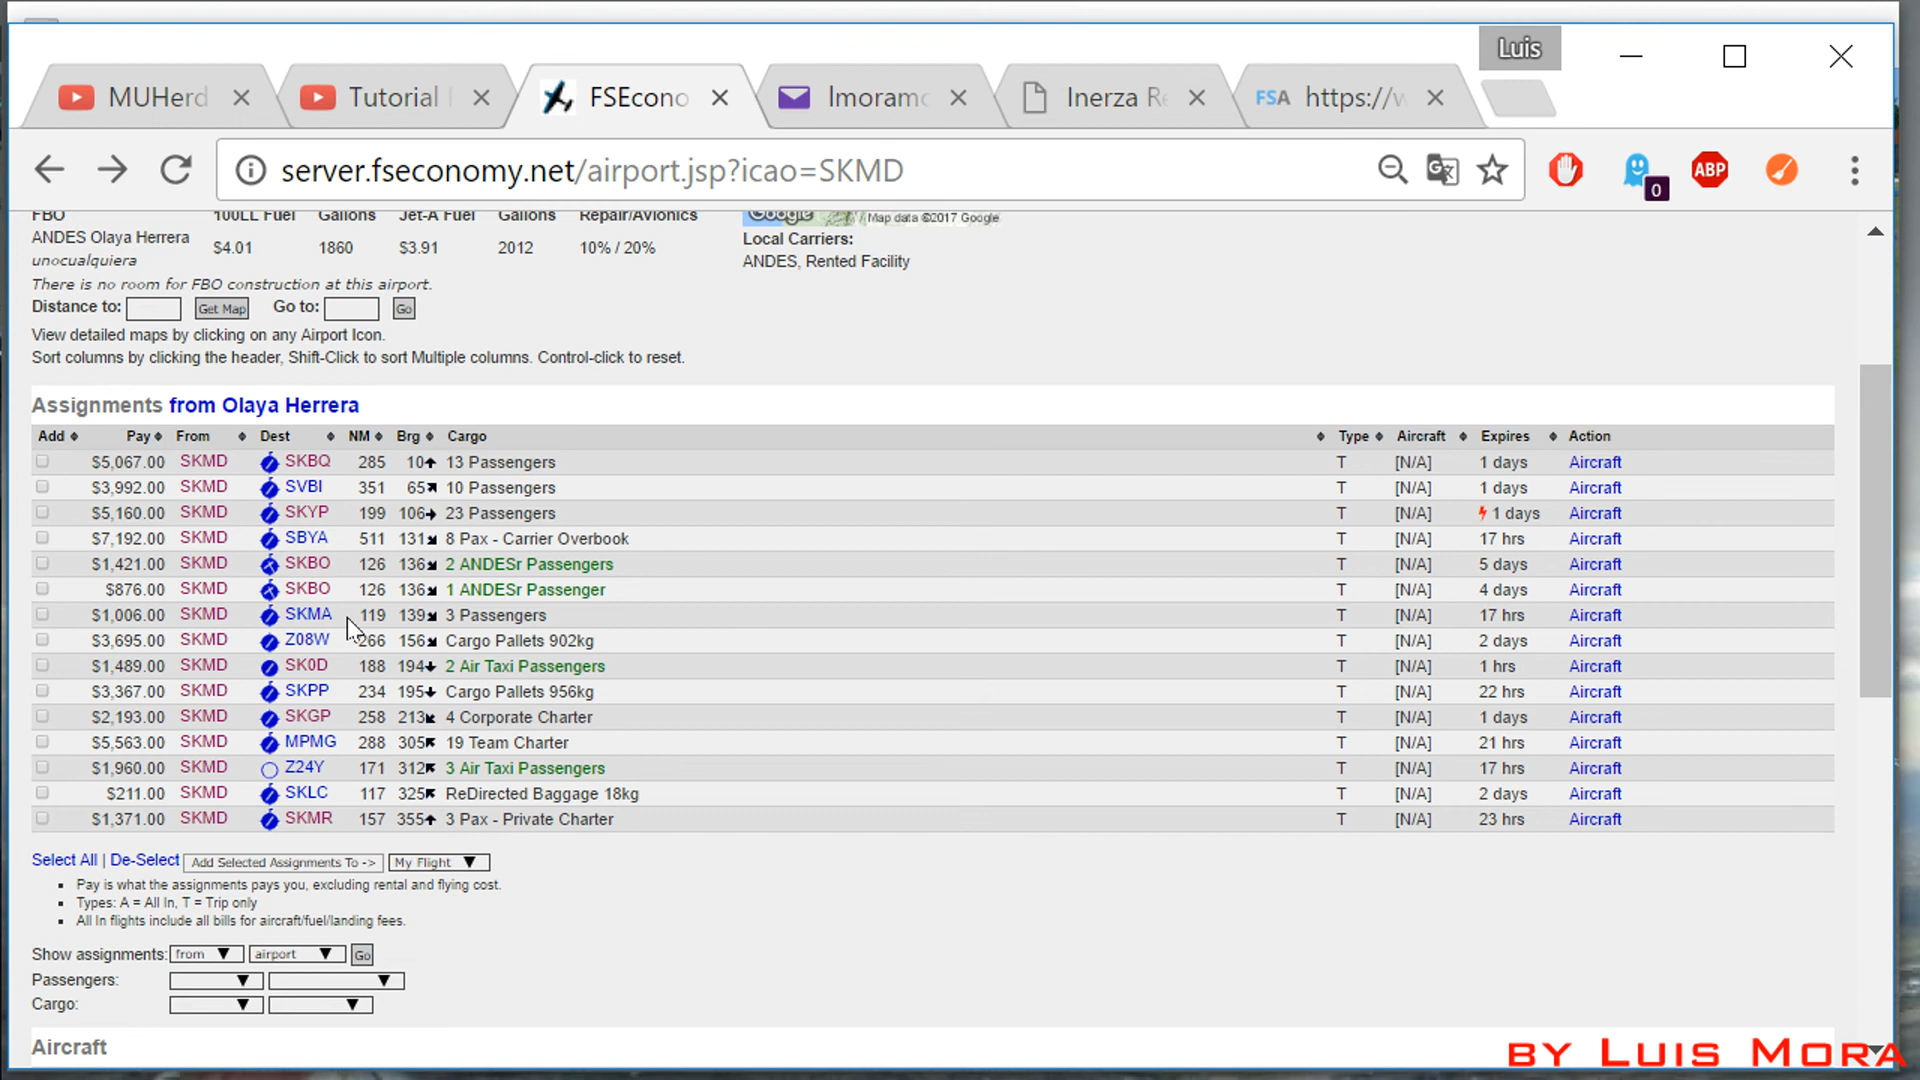 Luis
MUHerd
Tutorial
FSEcono
lmoramo
Inerza Re
FSA https://w
server.fseconomy.net/airport.jsp?icao=SKMD
0
ABP
FBO 100LL Fuel Gallons Jet-A Fuel Gallons Repair/Avionics
ANDES Olaya Herrera $4.01 1860 $3.91 2012 10% / 20%
unocualquiera
Google Map data ©2017 Google
Local Carriers:
ANDES, Rented Facility
There is no room for FBO construction at this airport.
Distance to: Get Map Go to: Go
View detailed maps by clicking on any Airport Icon.
Sort columns by clicking the header, Shift-Click to sort Multiple columns. Control-click to reset.
Assignments from Olaya Herrera
Add Pay From Dest NM Brg Cargo Type Aircraft Expires Action
$5,067.00 SKMD SKBQ 285 10 13 Passengers T [N/A] 1 days Aircraft
$3,992.00 SKMD SVBI 351 65 10 Passengers T [N/A] 1 days Aircraft
$5,160.00 SKMD SKYP 199 106 23 Passengers T [N/A] 1 days Aircraft
$7,192.00 SKMD SBYA 511 131 8 Pax - Carrier Overbook T [N/A] 17 hrs Aircraft
$1,421.00 SKMD SKBO 126 136 2 ANDESr Passengers T [N/A] 5 days Aircraft
$876.00 SKMD SKBO 126 136 1 ANDESr Passenger T [N/A] 4 days Aircraft
$1,006.00 SKMD SKMA 119 139 3 Passengers T [N/A] 17 hrs Aircraft
$3,695.00 SKMD Z08W 266 156 Cargo Pallets 902kg T [N/A] 2 days Aircraft
$1,489.00 SKMD SK0D 188 194 2 Air Taxi Passengers T [N/A] 1 hrs Aircraft
$3,367.00 SKMD SKPP 234 195 Cargo Pallets 956kg T [N/A] 22 hrs Aircraft
$2,193.00 SKMD SKGP 258 213 4 Corporate Charter T [N/A] 1 days Aircraft
$5,563.00 SKMD MPMG 288 305 19 Team Charter T [N/A] 21 hrs Aircraft
$1,960.00 SKMD Z24Y 171 312 3 Air Taxi Passengers T [N/A] 17 hrs Aircraft
$211.00 SKMD SKLC 117 325 ReDirected Baggage 18kg T [N/A] 2 days Aircraft
$1,371.00 SKMD SKMR 157 355 3 Pax - Private Charter T [N/A] 23 hrs Aircraft
Select All | De-Select Add Selected Assignments To -> My Flight
Pay is what the assignments pays you, excluding rental and flying cost.
Types: A = All In, T = Trip only
All In flights include all bills for aircraft/fuel/landing fees.
Show assignments: from airport Go
Passengers:
Cargo:
Aircraft
BY LUIS MORA